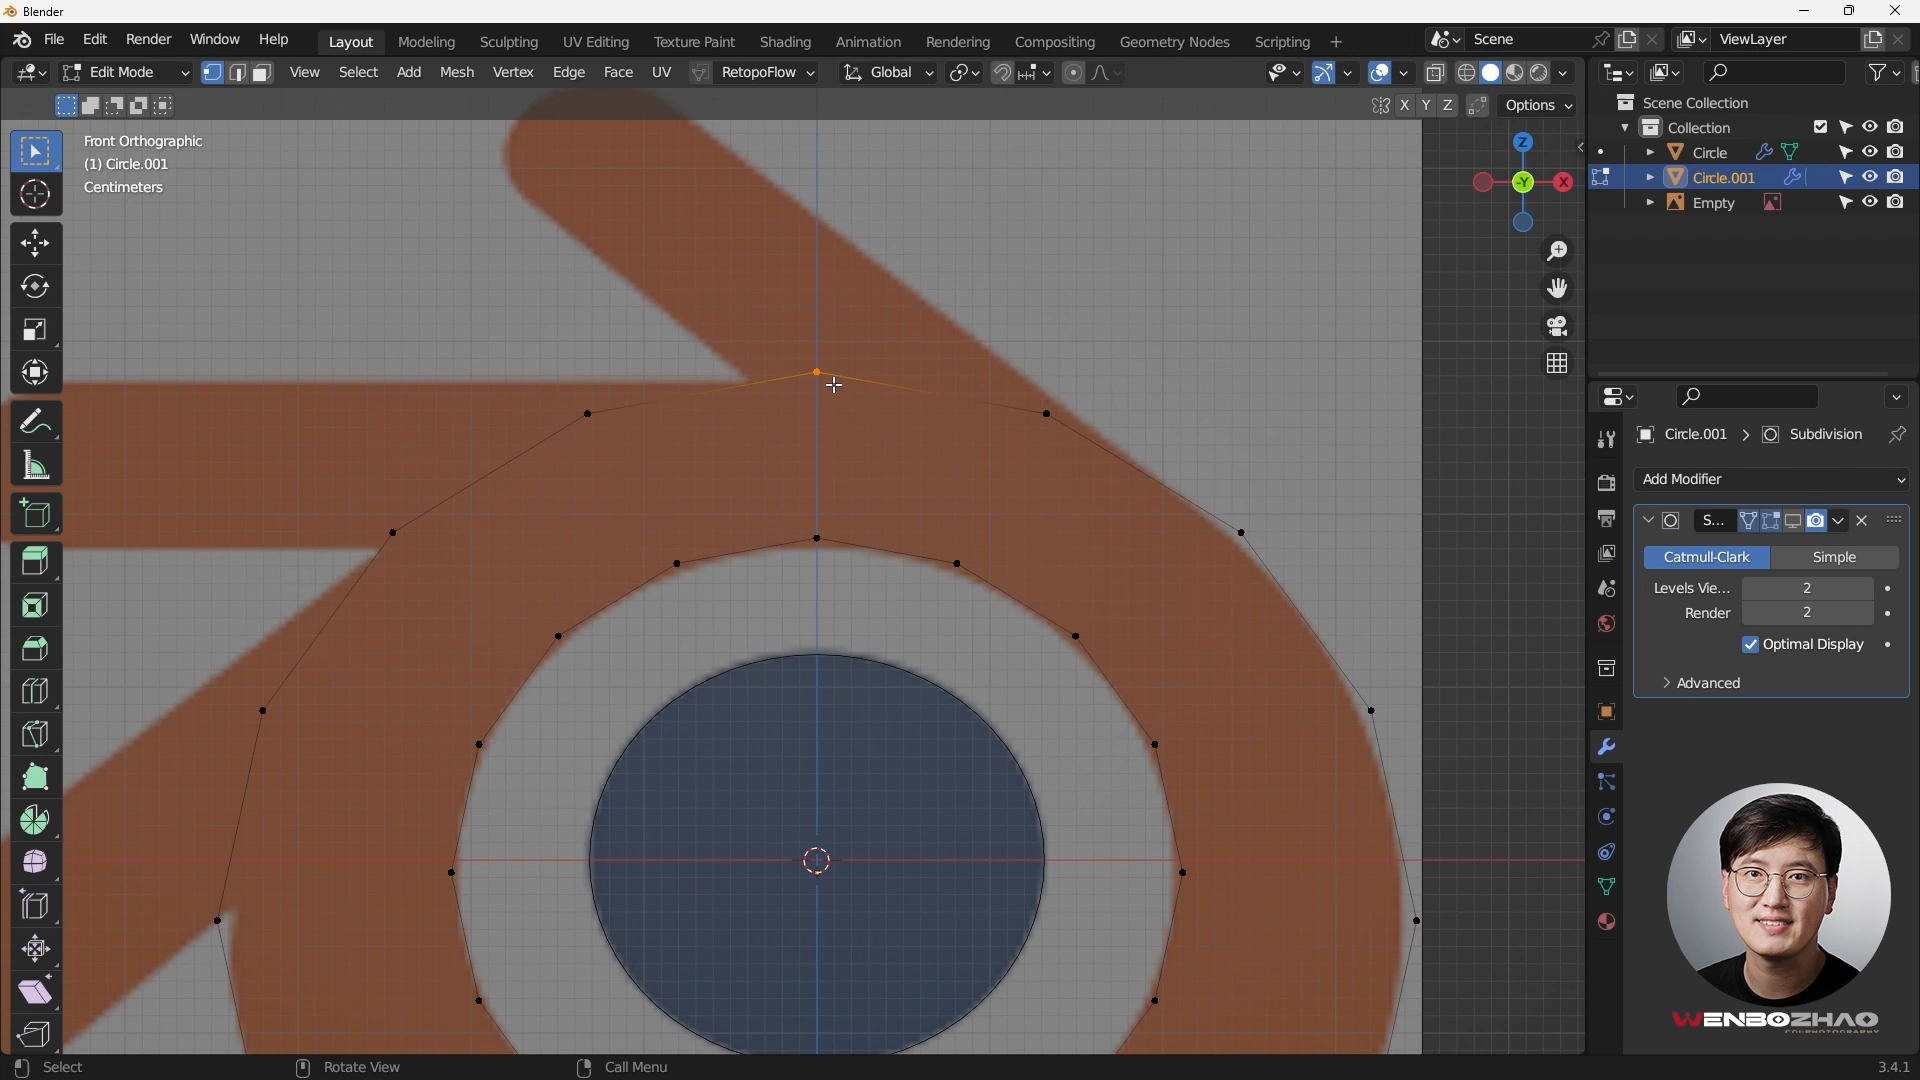 Blender
File Edit Render Window Help Layout Modeling Sculpting UV Editing Texture Paint Shading Animation Rendering Compositing Geometry Nodes Scripting + Scene ViewLayer
Edit Mode View Select Add Mesh Vertex Edge Face UV RetopoFlow Global
X Y Z Options
Front Orthographic
(1) Circle.001
Centimeters
Z
-Y X
Scene Collection
Collection
Circle
Circle.001
Empty
Circle.001 > Subdivision
Add Modifier
S...
Catmull-Clark Simple
Levels Vie... 2
Render 2
Optimal Display
Advanced
WENBOZHAO
Select Rotate View Call Menu 3.4.1